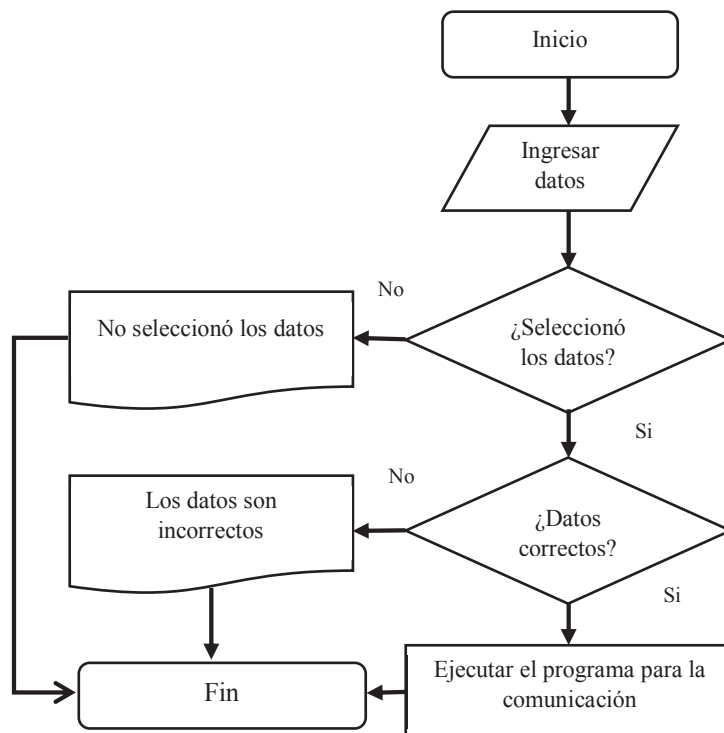 Inicio
Ingresar
datos
No
No seleccionó los datos
¿Seleccionó
los datos?
Si
No
Los datos son
incorrectos
¿Datos
correctos?
Si
Ejecutar el programa para la
comunicación
Fin